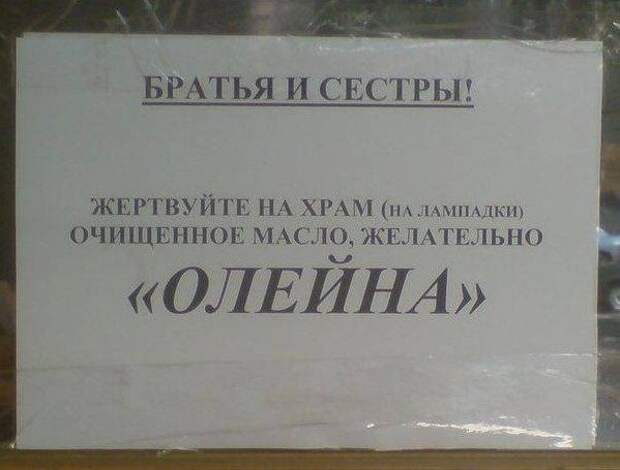 БРАТЬЯ И СЕСТРЫ!
ЖЕРТВУЙТЕ НА ХРАМ (НА ЛАМПАДКИ)
ОЧИЩЕННОЕ МАСЛО, ЖЕЛАТЕЛЬНО
«ОЛЕЙНА»